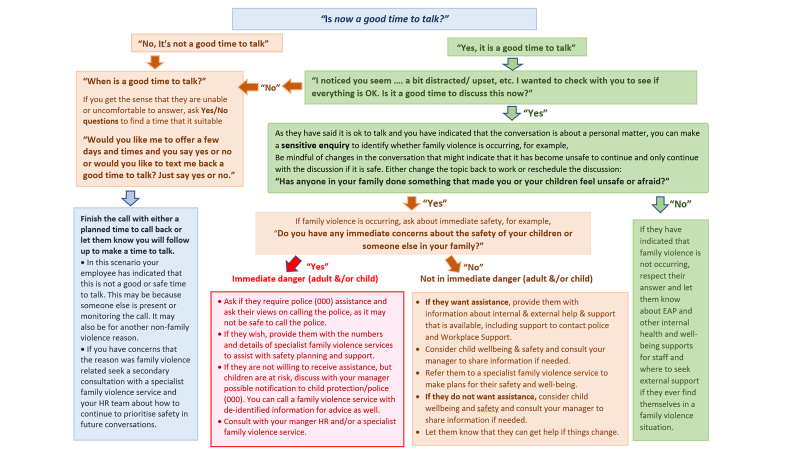 “Is now a good time to talk?”
“No, it’s not a good time to talk”
“Yes, it is a good time to talk”
“When is a good time to talk?”
If you get the sense that they are unable
or uncomfortable to answer, ask Yes/No
questions to find a time that it suitable
“Would you like me to offer a few
days and times and you say yes or no
or would you like to text me back a
good time to talk? Just say yes or no.”
“No”
“I noticed you seem .... a bit distracted/ upset, etc. I wanted to check with you to see if
everything is OK. Is it a good time to discuss this now?”
“Yes”
As they have said it is ok to talk and you have indicated that the conversation is about a personal matter, you can make
a sensitive enquiry to identify whether family violence is occurring, for example,
Be mindful of changes in the conversation that might indicate that it has become unsafe to continue and only continue
with the discussion if it is safe. Either change the topic back to work or reschedule the discussion:
“Has anyone in your family done something that made you or your children feel unsafe or afraid?”
“Yes”
“No”
Finish the call with either a
planned time to call back or
let them know you will follow
up to make a time to talk.
• In this scenario your
employee has indicated that
this is not a good or safe time
to talk. This may be because
someone else is present or
monitoring the call. It may
also be for another non-family
violence reason.
• If you have concerns that
the reason was family violence
related seek a secondary
consultation with a specialist
family violence service and
your HR team about how to
continue to prioritise safety in
future conversations.
If family violence is occurring, ask about immediate safety, for example,
“Do you have any immediate concerns about the safety of your children or
someone else in your family?”
“Yes”
Immediate danger (adult &/or child)
“No”
Not in immediate danger (adult &/or child)
• Ask if they require police (000) assistance and
ask their views on calling the police, as it may
not be safe to call the police.
• If they wish, provide them with the numbers
and details of specialist family violence services
to assist with safety planning and support.
• If they are not willing to receive assistance, but
children are at risk, discuss with your manager
possible notification to child protection/police
(000). You can call a family violence service with
de-identified information for advice as well.
• Consult with your manger HR and/or a specialist
family violence service.
• If they want assistance, provide them with
information about internal & external help & support
that is available, including support to contact police
and Workplace Support.
• Consider child wellbeing & safety and consult your
manager to share information if needed.
• Refer them to a specialist family violence service to
make plans for their safety and well-being.
• If they do not want assistance, consider child
wellbeing and safety and consult your manager to
share information if needed.
• Let them know that they can get help if things change.
If they have
indicated that
family violence is
not occurring,
respect their
answer and let
them know
about EAP and
other internal
health and well-
being supports
for staff and
where to seek
external support
if they ever find
themselves in a
family violence
situation.